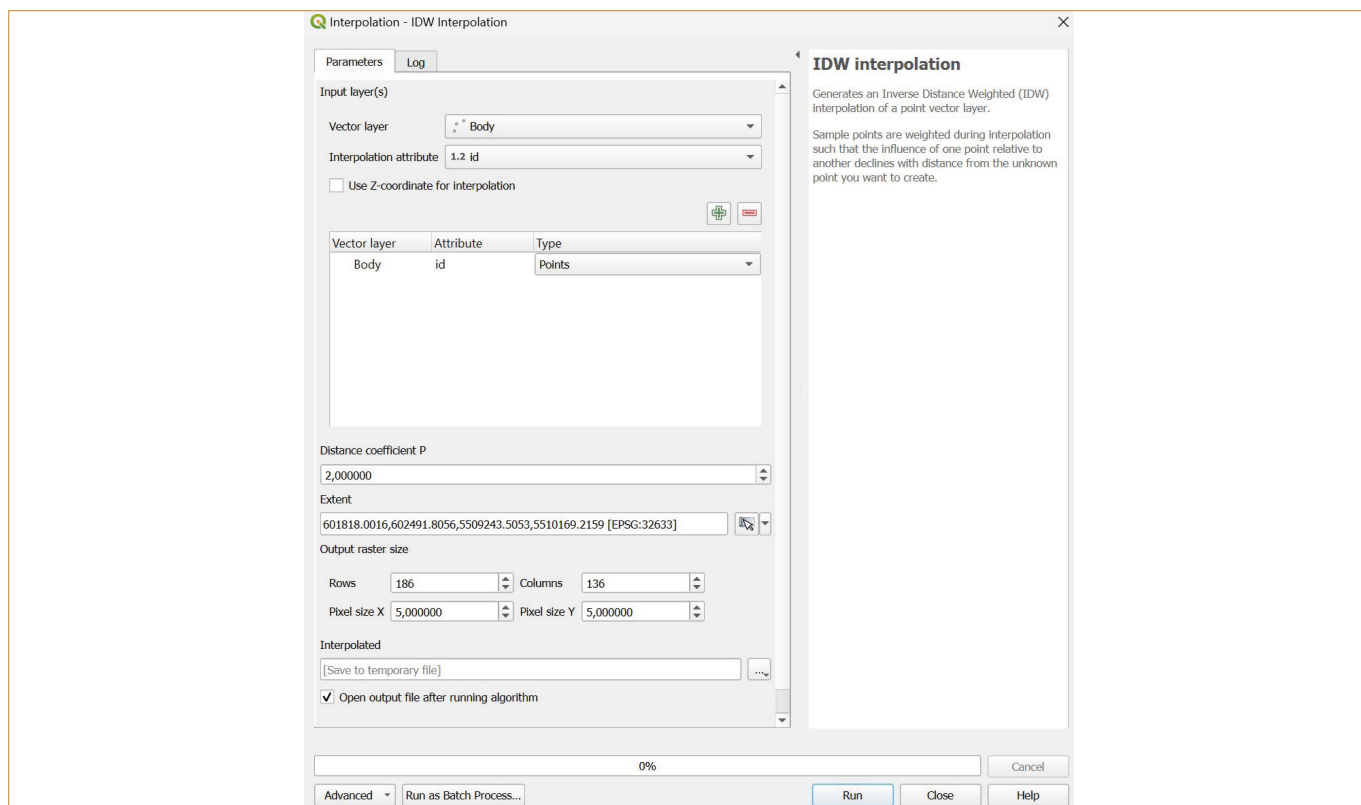 Interpolation - IDW Interpolation
Parameters
Log
Input layer(s)
Vector layer
Body
Interpolation attribute
1.2 id
Use Z-coordinate for interpolation
Vector layer Attribute Type
Body id Points
Distance coefficient P
2,000000
Extent
601818.0016,602491.8056,5509243.5053,5510169.2159 [EPSG:32633]
Output raster size
Rows 186 Columns 136
Pixel size X 5,000000 Pixel size Y 5,000000
Interpolated
[Save to temporary file]
...
Open output file after running algorithm
IDW interpolation
Generates an Inverse Distance Weighted (IDW)
interpolation of a point vector layer.
Sample points are weighted during interpolation
such that the influence of one point relative to
another declines with distance from the unknown
point you want to create.
0%
Cancel
Advanced
Run as Batch Process...
Run
Close
Help